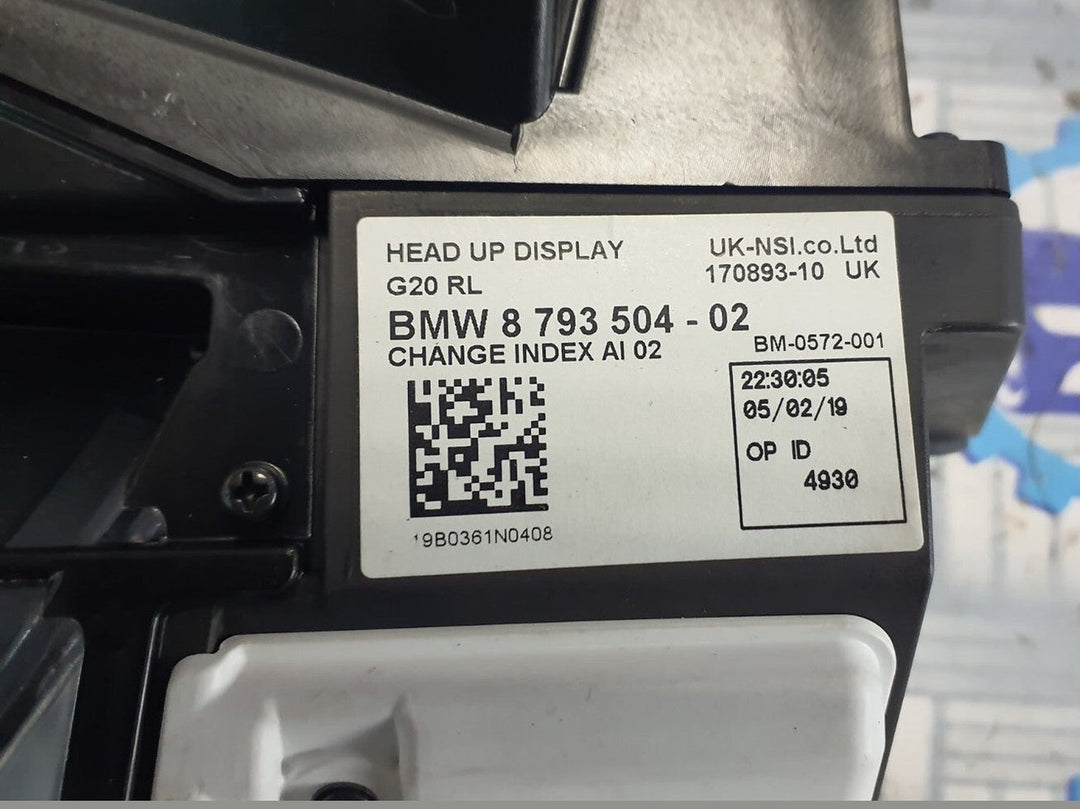 HEAD UP DISPLAY
UK-NSI.co.Ltd
G20 RL
170893-10 UK
BMW 8 793 504 - 02
CHANGE INDEX AI 02
BM-0572-001
22:30:05
05/02/19
OP ID
4930
19B0361N0408